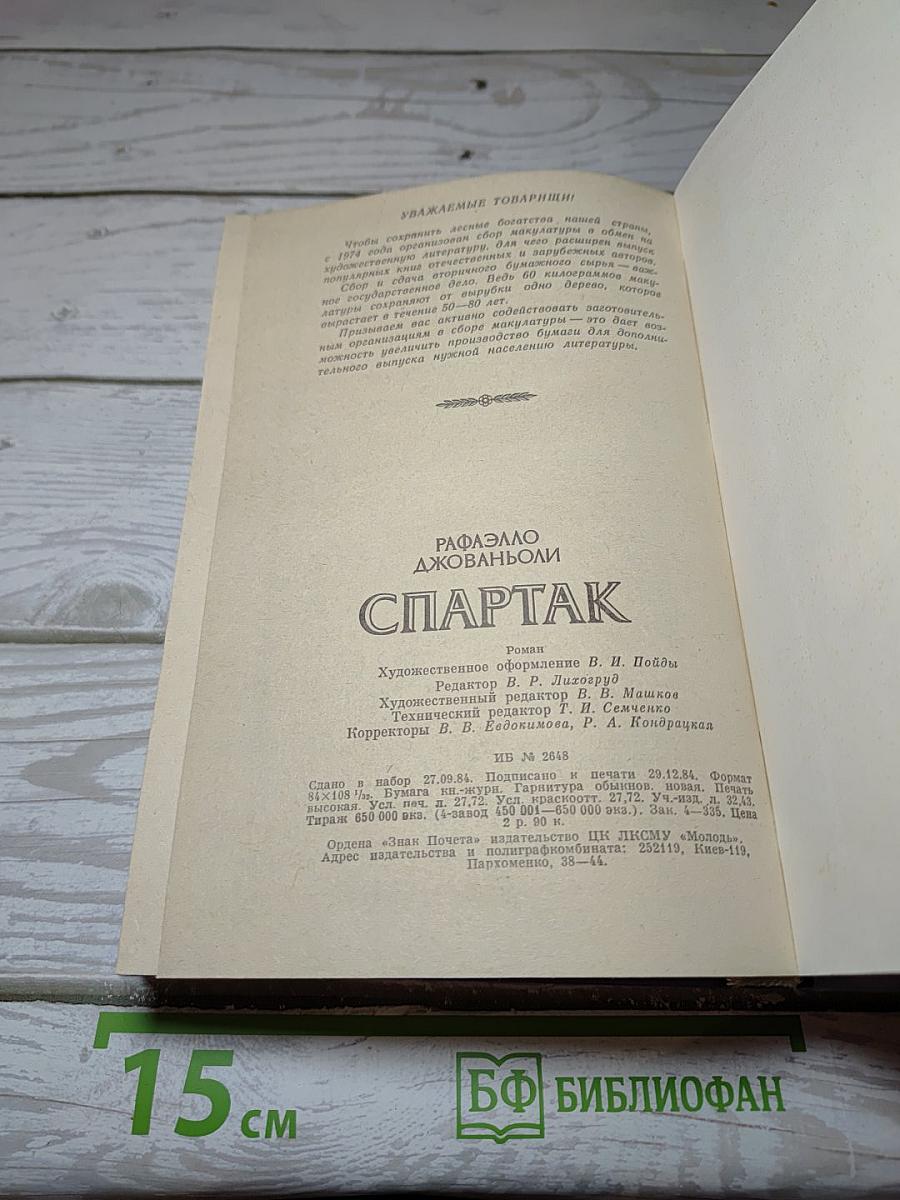 УВАЖАЕМЫЕ ТОВАРИЩИ!
Чтобы сохранить лесные богатства нашей страны,
с 1974 года организован сбор макулатуры в обмен на
художественную литературу, для чего расширен выпуск
популярных книг отечественных и зарубежных авторов.
Сбор и сдача вторичного бумажного сырья — важ-
ное государственное дело. Ведь 60 килограммов маку-
латуры сохраняют от вырубки одно дерево, которое
вырастает в течение 50—80 лет.
Призываем вас активно содействовать заготовитель-
ным организациям в сборе макулатуры — это дает воз-
можность увеличить производство бумаги для дополни-
тельного выпуска нужной населению литературы.
РАФАЭЛЛО
ДЖОВАНЬОЛИ
СПАРТАК
Роман
Художественное оформление В. И. Пойды
Редактор В. Р. Лихогруд
Художественный редактор В. В. Машков
Технический редактор Т. И. Семченко
Корректоры В. В. Евдокимова, Р. А. Кондрацкая
ИБ № 2648
Сдано в набор 27.09.84. Подписано к печати 29.12.84. Формат
84×108 1/32. Бумага кн.-журн. Гарнитура обыкнов. новая. Печать
высокая. Усл. печ. л. 27,72. Усл. краскоотт. 27,72. Уч.-изд. л. 32,43.
Тираж 650 000 экз. (4-завод 450 001—650 000 экз.). Зак. 4—335. Цена
2 р. 90 к.
Ордена «Знак Почета» издательство ЦК ЛКСМУ «Молодь».
Адрес издательства и полиграфкомбината: 252119, Киев-119,
Пархоменко, 38—44.
15 см
БФ БИБЛИОФАН